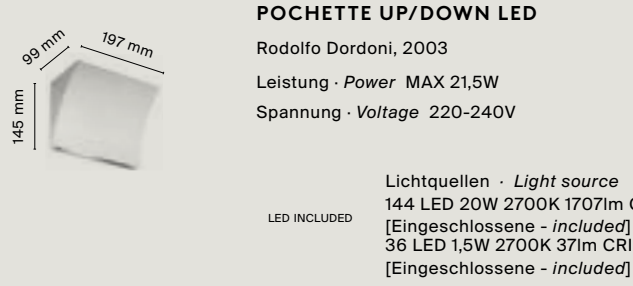 POCHETTE UP/DOWN LED
99 mm
197 mm
145 mm
Rodolfo Dordoni, 2003
Leistung · Power MAX 21,5W
Spannung · Voltage 220-240V
LED INCLUDED
Lichtquellen · Light source
144 LED 20W 2700K 1707lm
[Eingeschlossene - included]
36 LED 1,5W 2700K 37lm CRI
[Eingeschlossene - included]